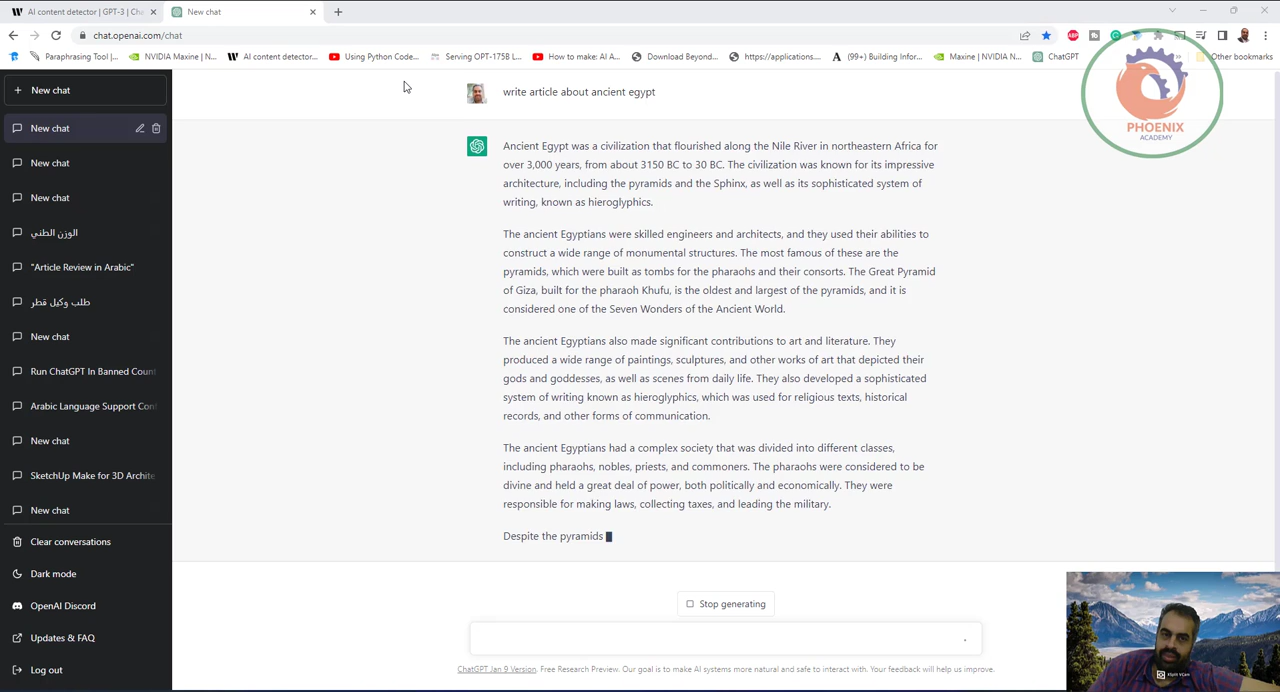 AI content detector | GPT-3 | Cha
New chat
chat.openai.com/chat
Paraphrasing Tool |...
NVIDIA Maxine | N...
AI content detector...
Using Python Code...
Serving OPT-175B L...
How to make: AI A...
Download Beyond...
https://applications....
(99+) Building Infor...
Maxine | NVIDIA N...
ChatGPT
Other bookmarks
PHOENIX
ACADEMY
New chat
New chat
New chat
New chat
الوزن الطني
"Article Review in Arabic"
طلب وكيل قطر
New chat
Run ChatGPT In Banned Count
Arabic Language Support Con
New chat
SketchUp Make for 3D Archite
New chat
Clear conversations
Dark mode
OpenAI Discord
Updates & FAQ
Log out
write article about ancient egypt
Ancient Egypt was a civilization that flourished along the Nile River in northeastern Africa for
over 3,000 years, from about 3150 BC to 30 BC. The civilization was known for its impressive
architecture, including the pyramids and the Sphinx, as well as its sophisticated system of
writing, known as hieroglyphics.
The ancient Egyptians were skilled engineers and architects, and they used their abilities to
construct a wide range of monumental structures. The most famous of these are the
pyramids, which were built as tombs for the pharaohs and their consorts. The Great Pyramid
of Giza, built for the pharaoh Khufu, is the oldest and largest of the pyramids, and it is
considered one of the Seven Wonders of the Ancient World.
The ancient Egyptians also made significant contributions to art and literature. They
produced a wide range of paintings, sculptures, and other works of art that depicted their
gods and goddesses, as well as scenes from daily life. They also developed a sophisticated
system of writing known as hieroglyphics, which was used for religious texts, historical
records, and other forms of communication.
The ancient Egyptians had a complex society that was divided into different classes,
including pharaohs, nobles, priests, and commoners. The pharaohs were considered to be
divine and held a great deal of power, both politically and economically. They were
responsible for making laws, collecting taxes, and leading the military.
Despite the pyramids
Stop generating
ChatGPT Jan 9 Version. Free Research Preview. Our goal is to make AI systems more natural and safe to interact with. Your feedback will help us improve.
XSplit VCam